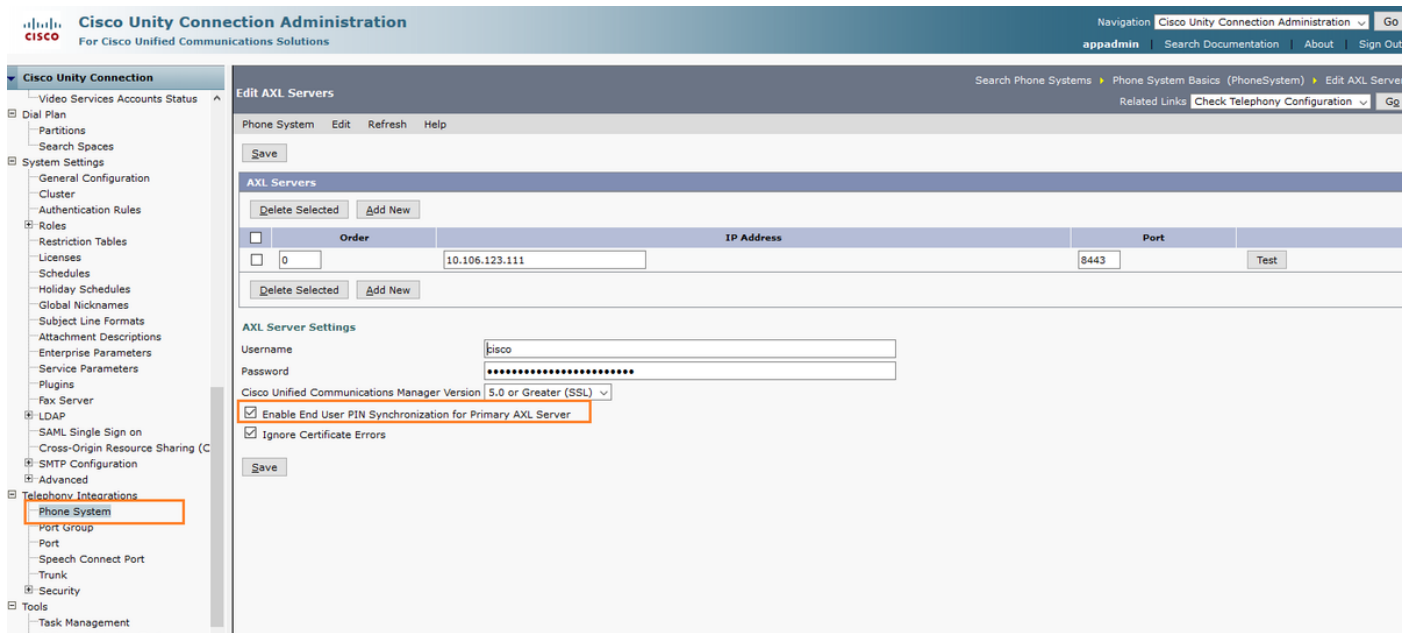 cisco
Cisco Unity Connection Administration
For Cisco Unified Communications Solutions
Navigation Cisco Unity Connection Administration Go
appadmin Search Documentation About Sign Out
Cisco Unity Connection
Video Services Accounts Status
Dial Plan
Partitions
Search Spaces
System Settings
General Configuration
Cluster
Authentication Rules
Roles
Restriction Tables
Licenses
Schedules
Holiday Schedules
Global Nicknames
Subject Line Formats
Attachment Descriptions
Enterprise Parameters
Service Parameters
Plugins
Fax Server
LDAP
SAML Single Sign on
Cross-Origin Resource Sharing (C
SMTP Configuration
Advanced
Telephony Integrations
Phone System
Port Group
Port
Speech Connect Port
Trunk
Security
Tools
Task Management
Search Phone Systems Phone System Basics (PhoneSystem) Edit AXL Server
Edit AXL Servers
Related Links Check Telephony Configuration Go
Phone System Edit Refresh Help
Save
AXL Servers
Delete Selected Add New
Order IP Address Port
0 10.106.123.111 8443 Test
Delete Selected Add New
AXL Server Settings
Username cisco
Password ••••••••••••••••••••••••
Cisco Unified Communications Manager Version 5.0 or Greater (SSL)
Enable End User PIN Synchronization for Primary AXL Server
Ignore Certificate Errors
Save